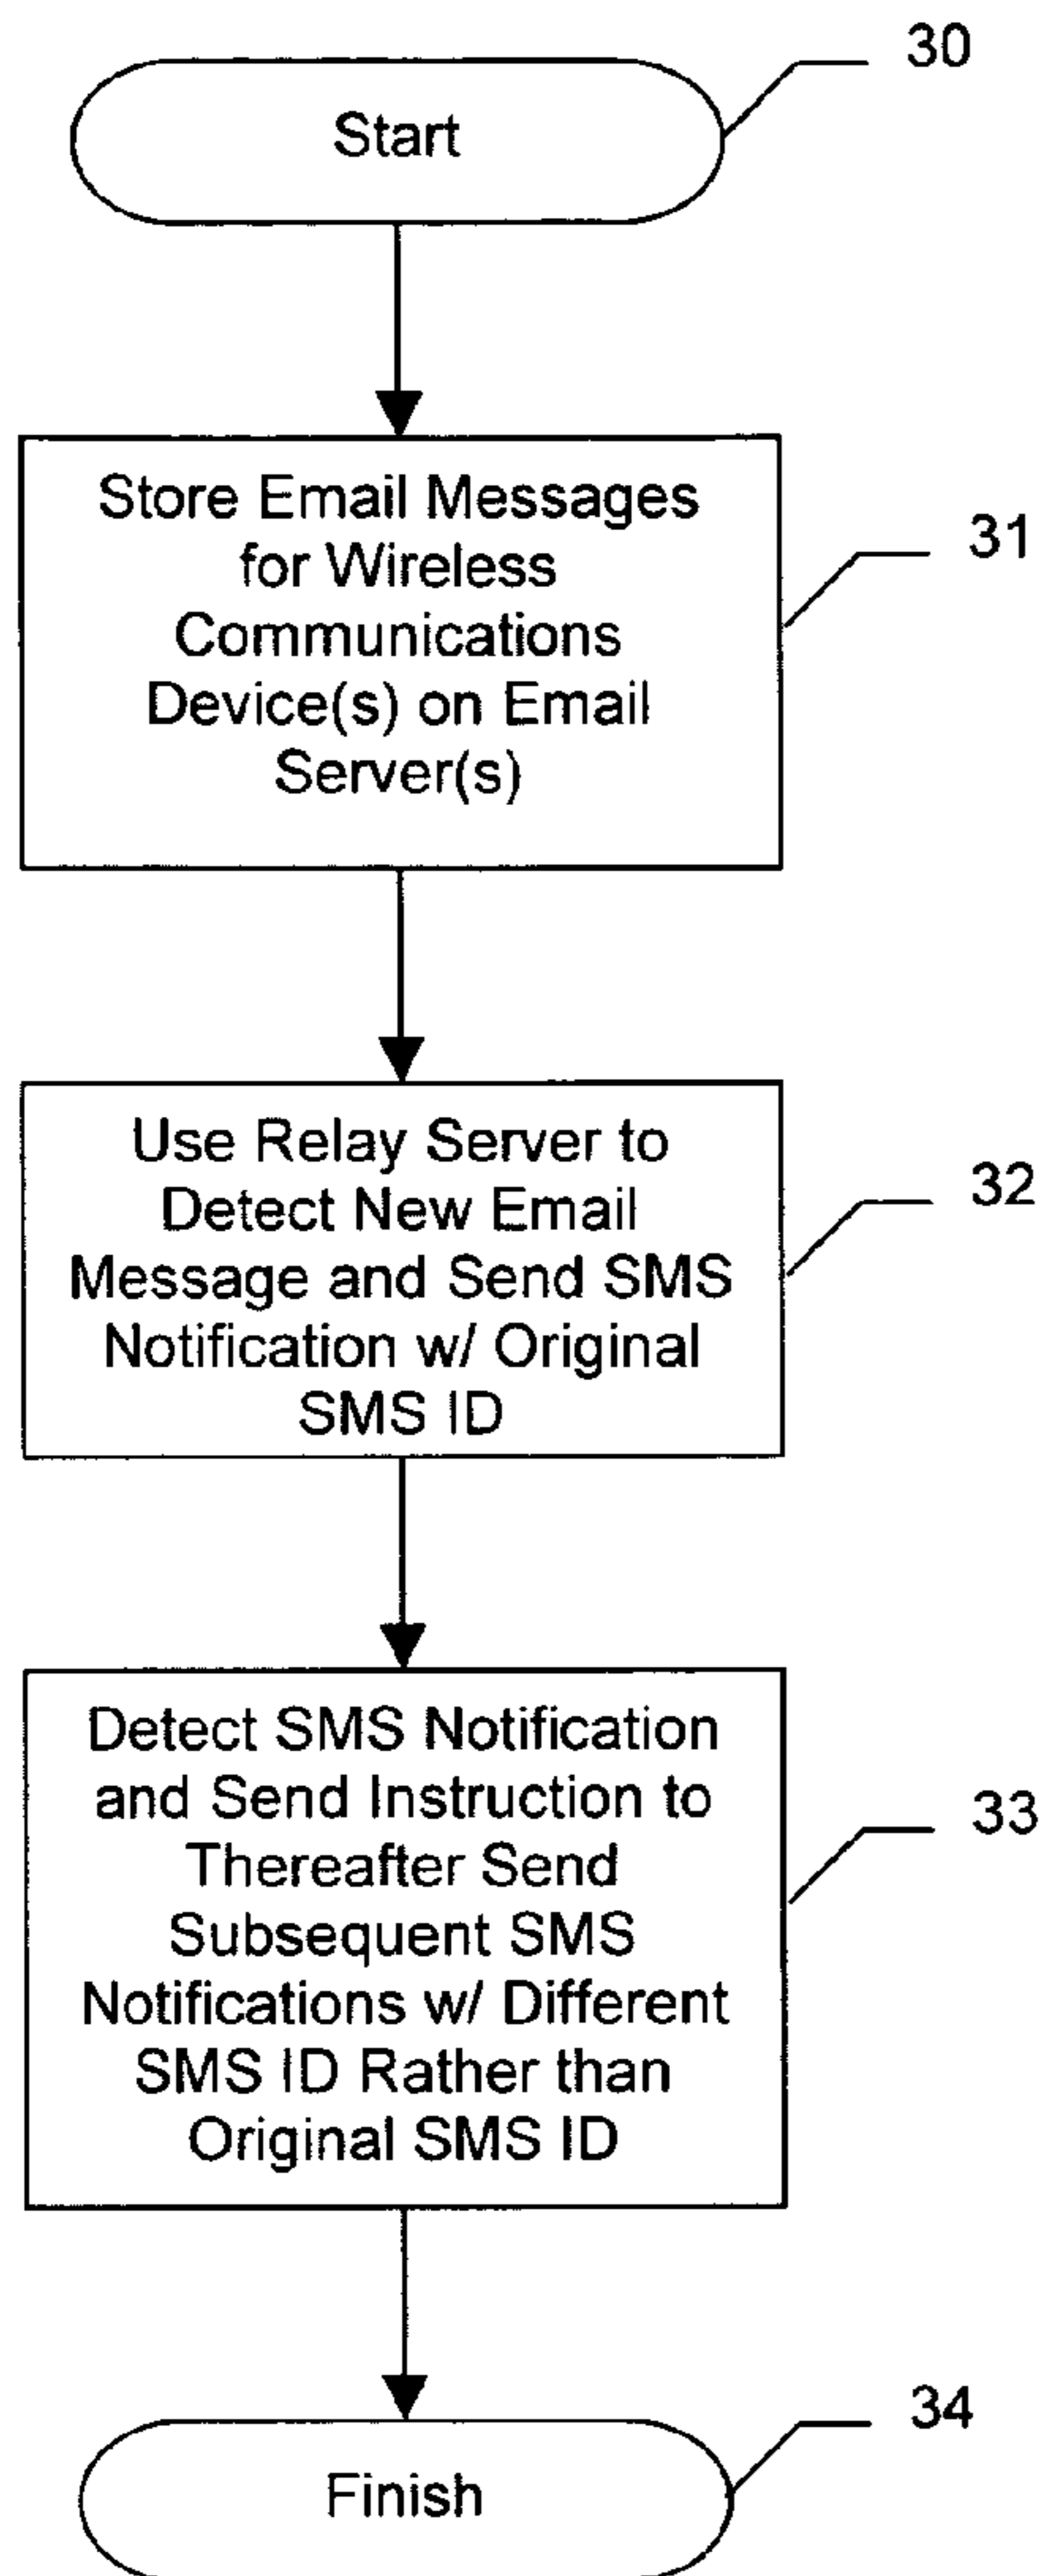 30
Start
Store Email Messages
for Wireless
Communications
Device(s) on Email
Server(s)
31
Use Relay Server to
Detect New Email
Message and Send SMS
Notification w/ Original
SMS ID
32
Detect SMS Notification
and Send Instruction to
Thereafter Send
Subsequent SMS
Notifications w/ Different
SMS ID Rather than
Original SMS ID
33
34
Finish